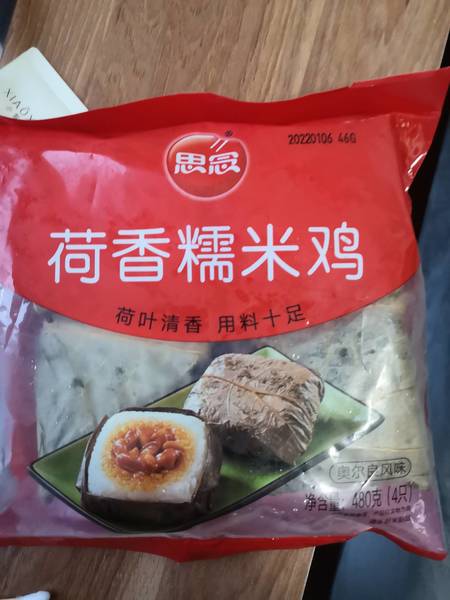 XIAO
20220106 46G
思念®
荷香糯米鸡
荷叶清香 用料十足
奥尔良风味
净含量: 480克 (4只)